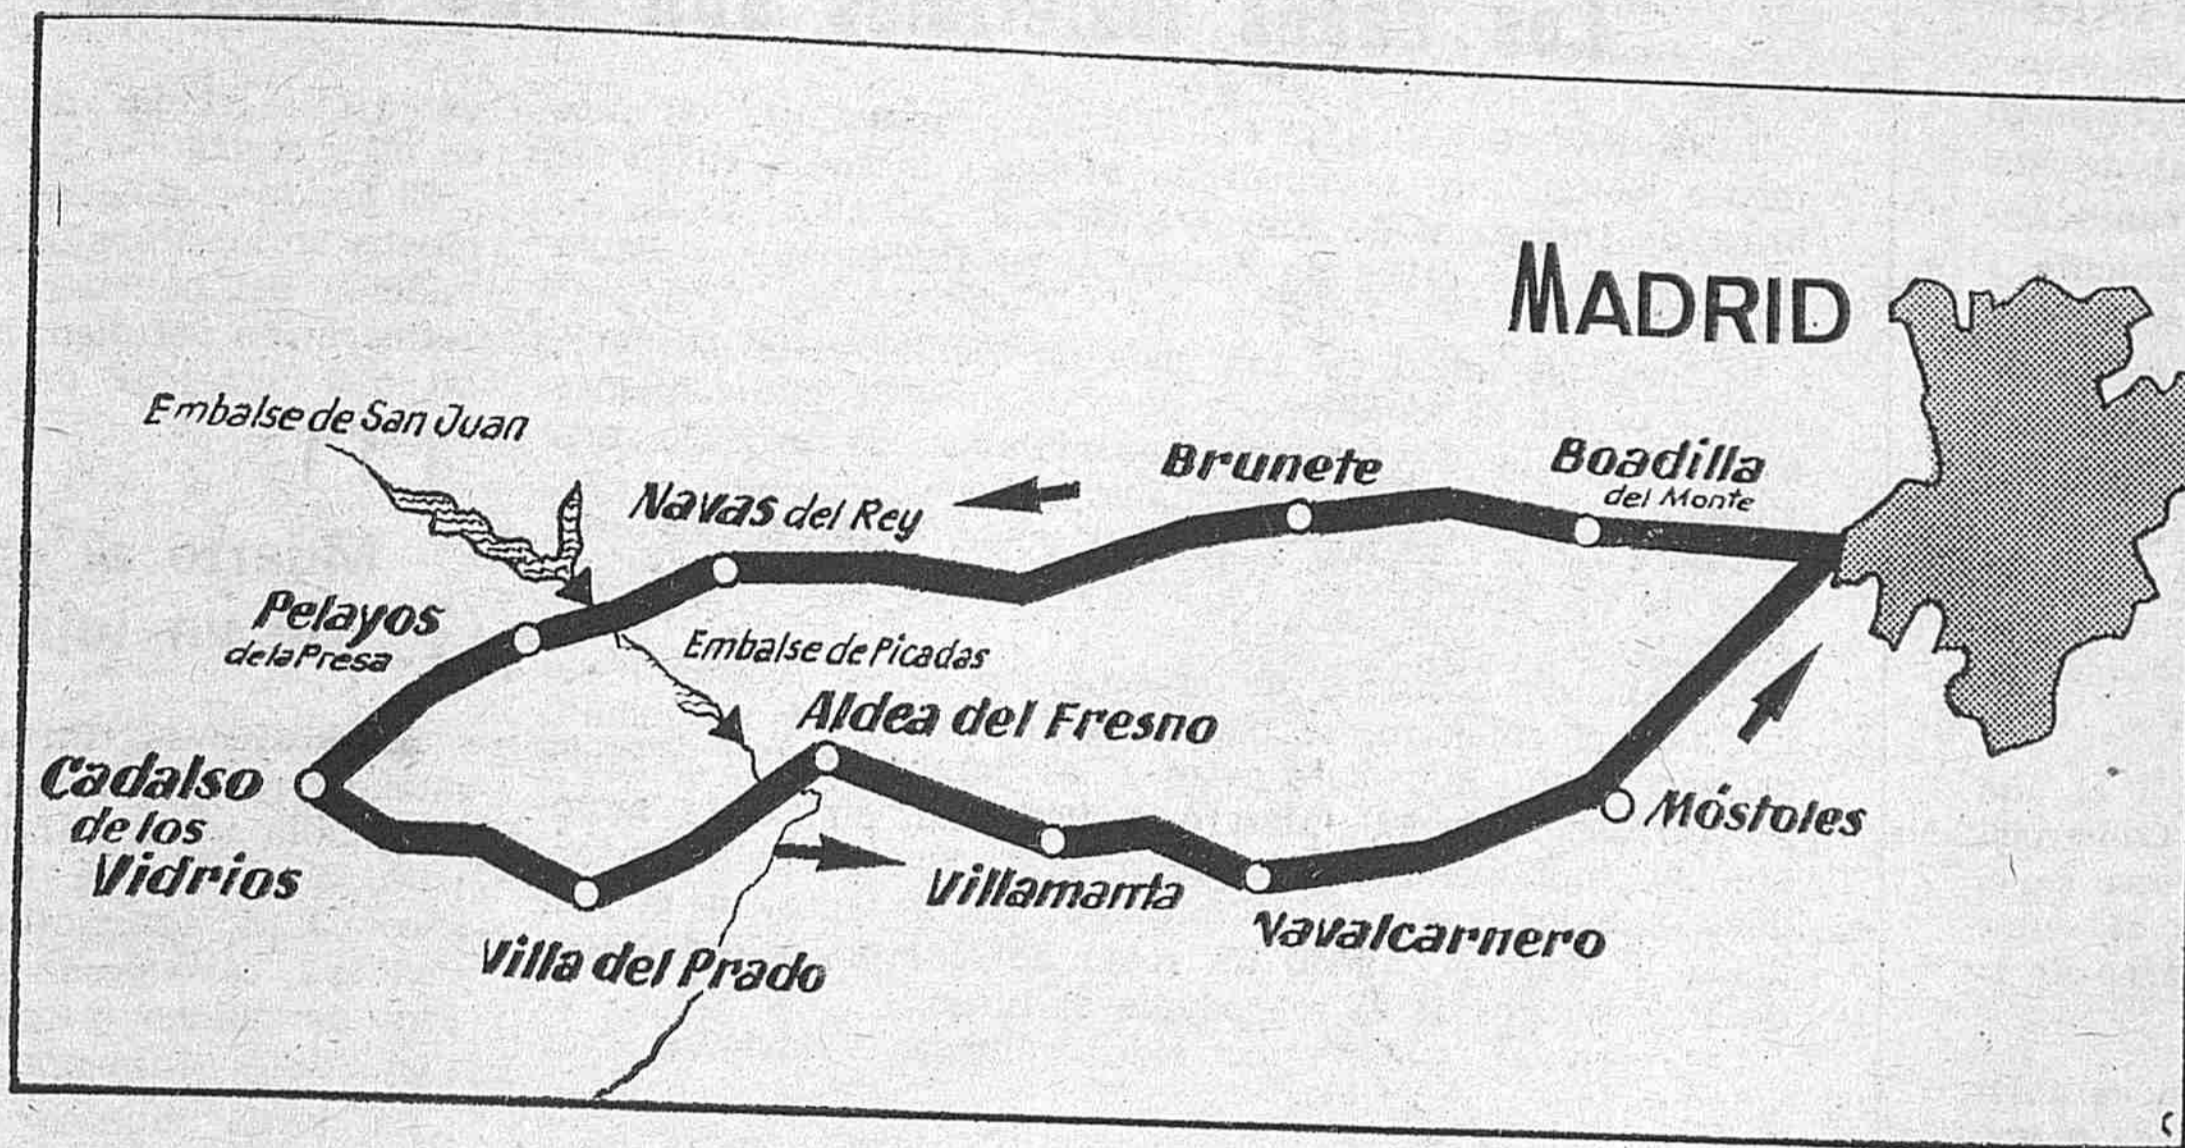 MADRID
Embalse de San Juan
Brunete
Boadilla
del Monte
Navas del Rey
Pelayos
de la Presa
Embalse de Picadas
Aldea del Fresno
Cadalso
de los
Vidrios
Móstoles
Villamanta
Navalcarnero
Villa del Prado